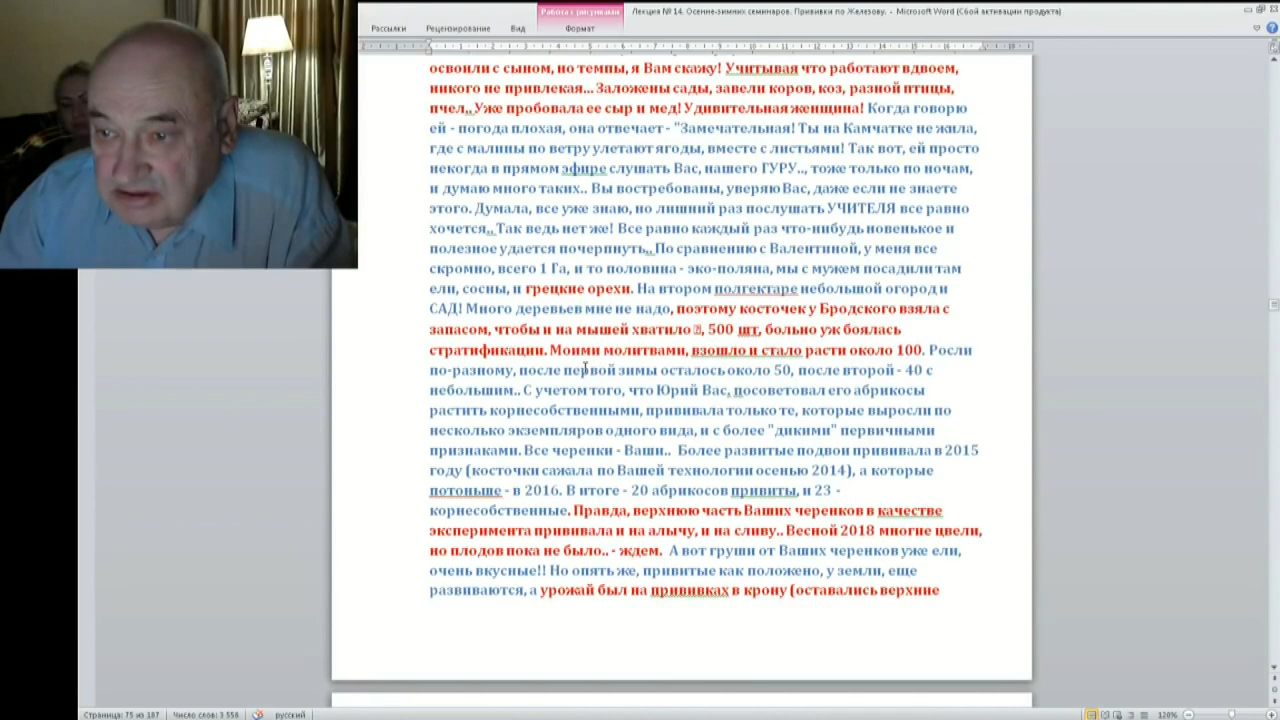 Работа с рисунками
Лекция № 14. Осенне-зимних семинаров. Прививки по Железову. - Microsoft Word (Сбой активации продукта)
Рассылки Рецензирование Вид Формат
освоили с сыном, но темпы, я Вам скажу! Учитывая что работают вдвоем,
никого не привлекая... Заложены сады, завели коров, коз, разной птицы,
пчел.. Уже пробовала ее сыр и мед! Удивительная женщина! Когда говорю
ей - погода плохая, она отвечает - "Замечательная! Ты на Камчатке не жила,
где с малины по ветру улетают ягоды, вместе с листьями! Так вот, ей просто
некогда в прямом эфире слушать Вас, нашего ГУРУ.., тоже только по ночам,
и думаю много таких.. Вы востребованы, уверяю Вас, даже если не знаете
этого. Думала, все уже знаю, но лишний раз послушать УЧИТЕЛЯ все равно
хочется.. Так ведь нет же! Все равно каждый раз что-нибудь новенькое и
полезное удается почерпнуть.. По сравнению с Валентиной, у меня все
скромно, всего 1 Га, и то половина - эко-поляна, мы с мужем посадили там
ели, сосны, и грецкие орехи. На втором полгектаре небольшой огород и
САД! Много деревьев мне не надо, поэтому косточек у Бродского взяла с
запасом, чтобы и на мышей хватило , 500 шт, больно уж боялась
стратификации. Моими молитвами, взошло и стало расти около 100. Росли
по-разному, после первой зимы осталось около 50, после второй - 40 с
небольшим.. С учетом того, что Юрий Вас, посоветовал его абрикосы
растить корнесобственными, прививала только те, которые выросли по
несколько экземпляров одного вида, и с более "дикими" первичными
признаками. Все черенки - Ваши.. Более развитые подвои прививала в 2015
году (косточки сажала по Вашей технологии осенью 2014), а которые
потоньше - в 2016. В итоге - 20 абрикосов привиты, и 23 -
корнесобственные. Правда, верхнюю часть Ваших черенков в качестве
эксперимента прививала и на алычу, и на сливу.. Весной 2018 многие цвели,
но плодов пока не было.. - ждем. А вот груши от Ваших черенков уже ели,
очень вкусные!! Но опять же, привитые как положено, у земли, еще
развиваются, а урожай был на прививках в крону (оставались верхние
Страница: 75 из 187 Число слов: 3 558 русский 120%